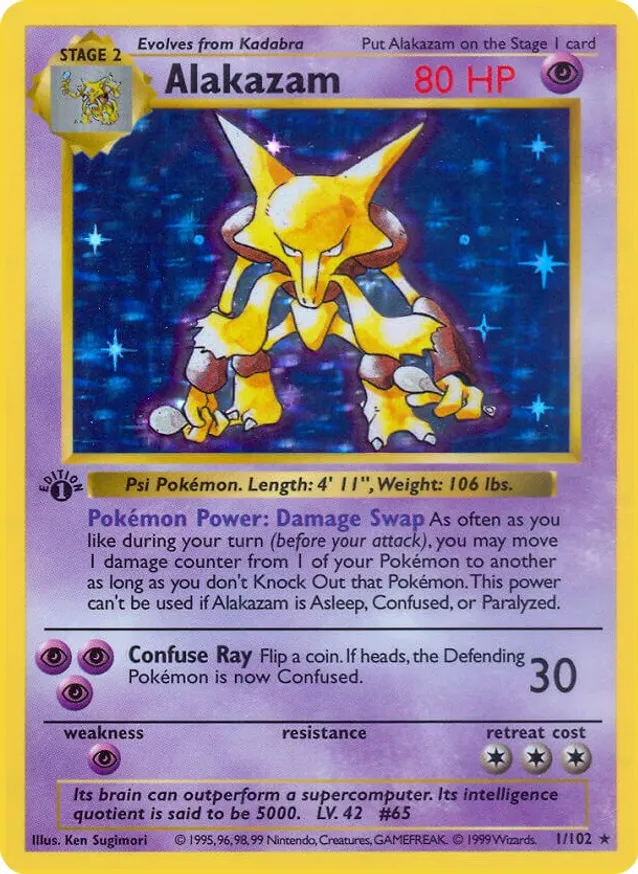 STAGE 2
Evolves from Kadabra
Put Alakazam on the Stage 1 card
Alakazam
80 HP
EDITION
1
Psi Pokémon. Length: 4' 11", Weight: 106 lbs.
Pokémon Power: Damage Swap As often as you
like during your turn (before your attack), you may move
1 damage counter from 1 of your Pokémon to another
as long as you don't Knock Out that Pokémon. This power
can't be used if Alakazam is Asleep, Confused, or Paralyzed.
Confuse Ray Flip a coin. If heads, the Defending
Pokémon is now Confused.
30
weakness
resistance
retreat cost
Its brain can outperform a supercomputer. Its intelligence
quotient is said to be 5000. LV. 42 #65
Illus. Ken Sugimori
© 1995, 96, 98, 99 Nintendo, Creatures, GAMEFREAK. © 1999 Wizards.
1/102 ★